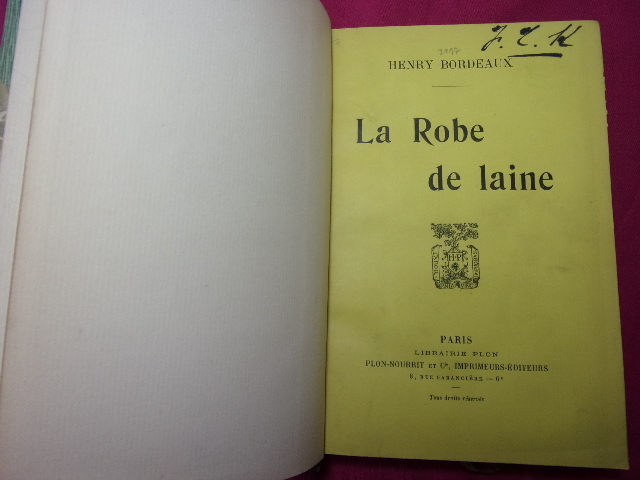 J. C. K
HENRY BORDEAUX
La Robe
de laine
PARIS
LIBRAIRIE PLON
PLON-NOURRIT ET Cie, IMPRIMEURS-ÉDITEURS
8, RUE GARANCIÈRE — 6e
Tous droits réservés